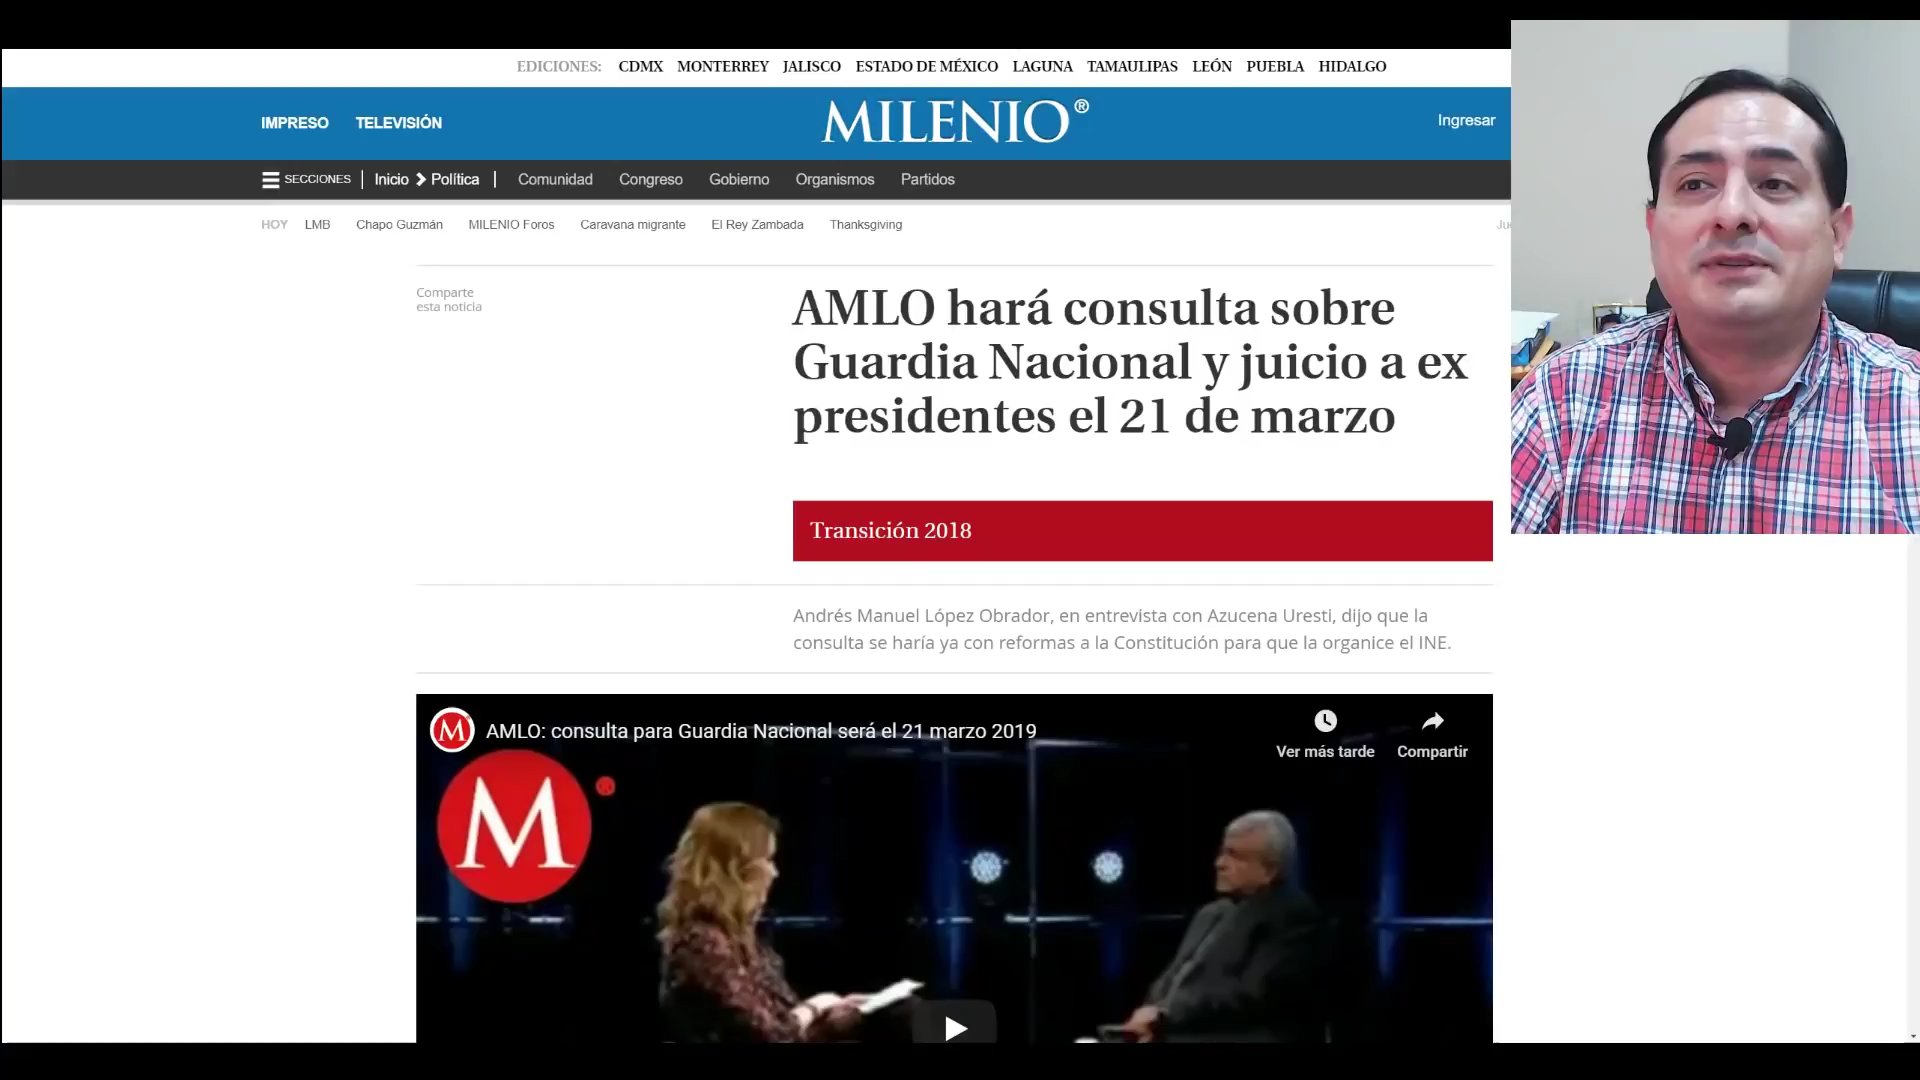 EDICIONES: CDMX MONTERREY JALISCO ESTADO DE MÉXICO LAGUNA TAMAULIPAS LEÓN PUEBLA HIDALGO
IMPRESO TELEVISIÓN MILENIO® Ingresar
SECCIONES | Inicio > Política | Comunidad Congreso Gobierno Organismos Partidos
HOY LMB Chapo Guzmán MILENIO Foros Caravana migrante El Rey Zambada Thanksgiving
Comparte
esta noticia
AMLO hará consulta sobre
Guardia Nacional y juicio a ex
presidentes el 21 de marzo
Transición 2018
Andrés Manuel López Obrador, en entrevista con Azucena Uresti, dijo que la
consulta se haría ya con reformas a la Constitución para que la organice el INE.
M AMLO: consulta para Guardia Nacional será el 21 marzo 2019
Ver más tarde Compartir
M®